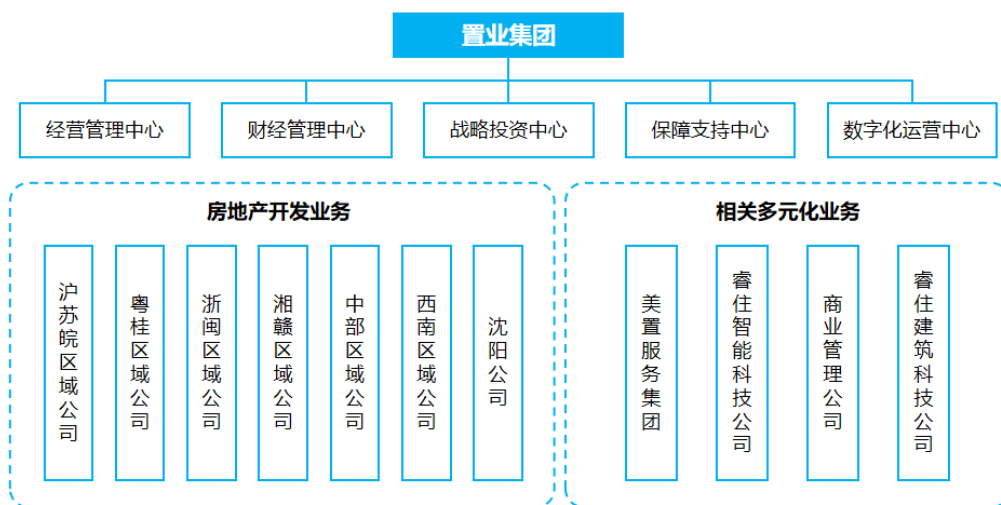 置业集团
经营管理中心
财经管理中心
战略投资中心
保障支持中心
数字化运营中心
房地产开发业务
沪苏皖区域公司
粤桂区域公司
浙闽区域公司
湘赣区域公司
中部区域公司
西南区域公司
沈阳公司
相关多元化业务
美置服务集团
睿住智能科技公司
商业管理公司
睿住建筑科技公司